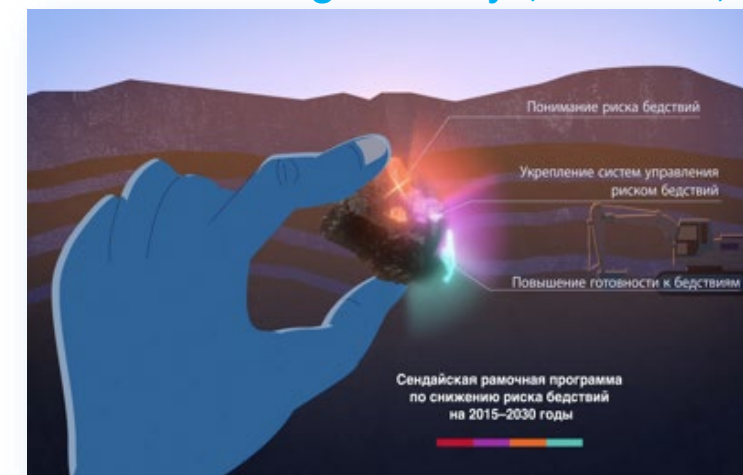 Понимание риска бедствий
Укрепление систем управления
риском бедствий
Повышение готовности к бедствиям
Сендайская рамочная программа
по снижению риска бедствий
на 2015–2030 годы